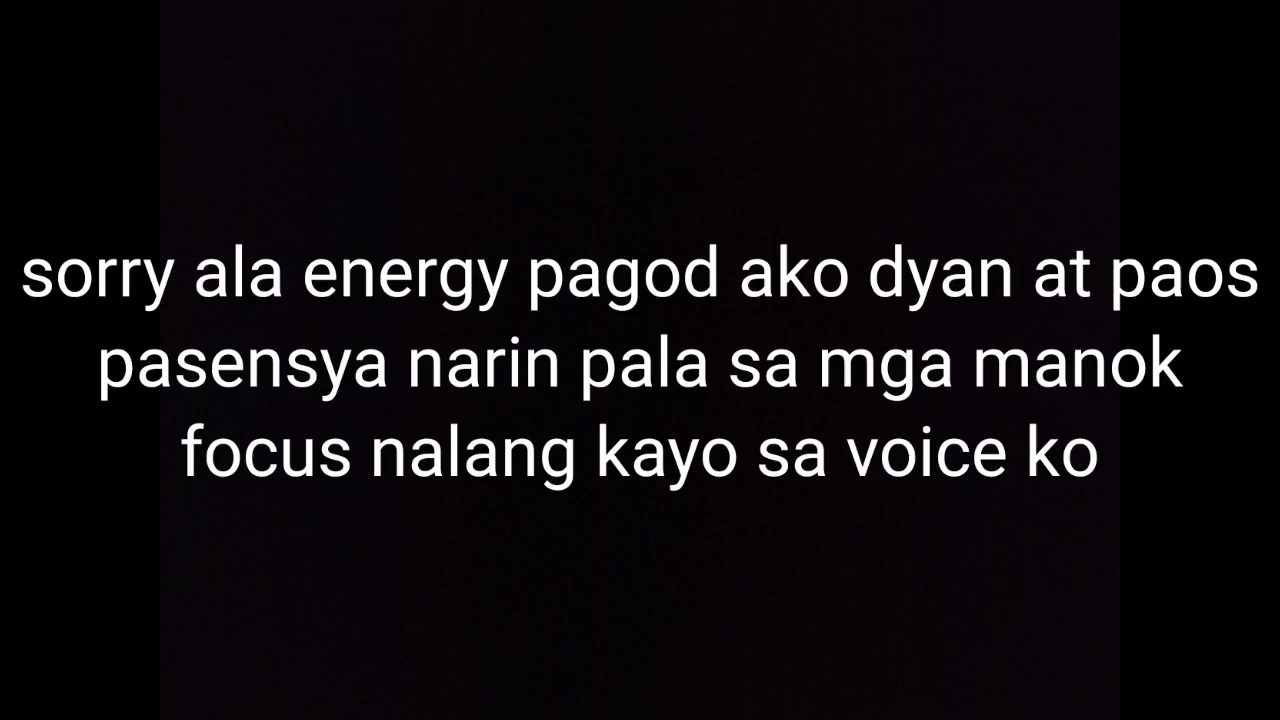 sorry ala energy pagod ako dyan at paos
pasensya narin pala sa mga manok
focus nalang kayo sa voice ko